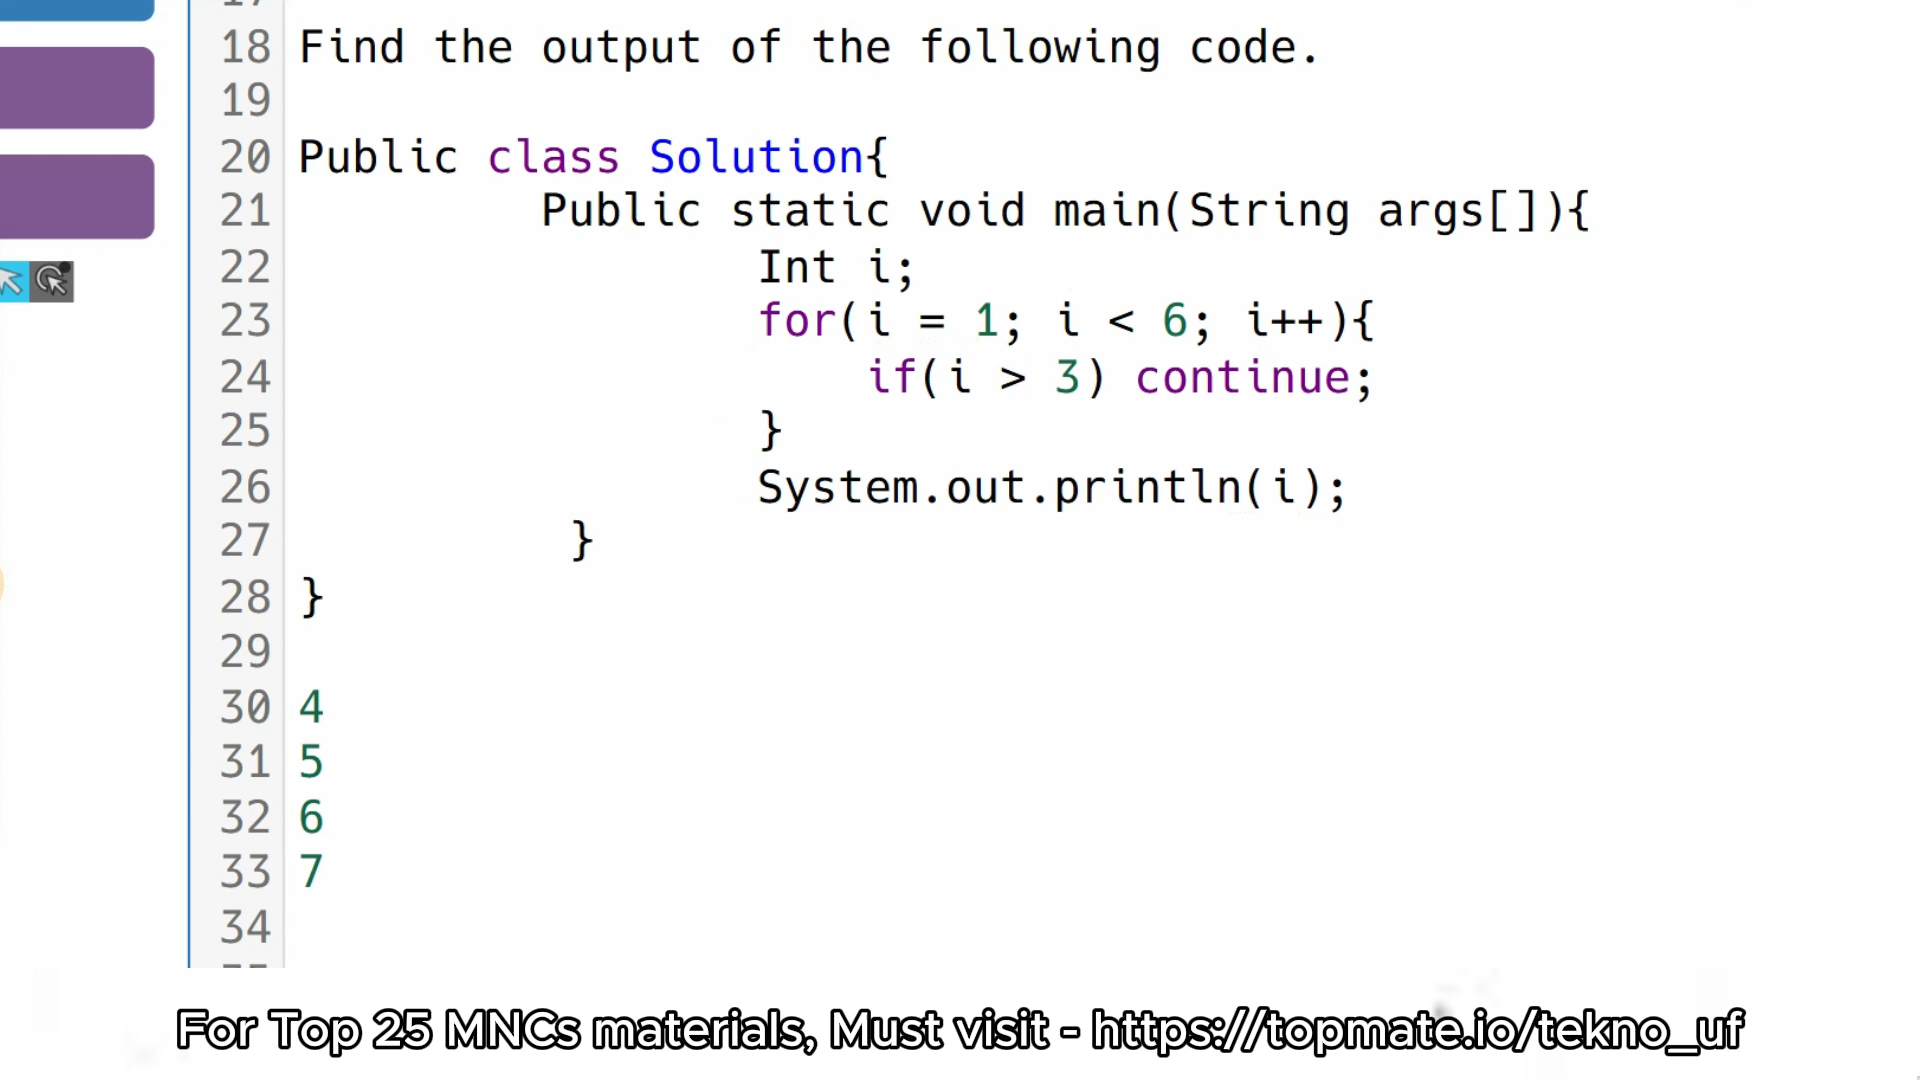 18 Find the output of the following code.
19
20 Public class Solution{
21 Public static void main(String args[]){
22 Int i;
23 for(i = 1; i < 6; i++){
24 if(i > 3) continue;
25 }
26 System.out.println(i);
27 }
28 }
29
30 4
31 5
32 6
33 7
34
For Top 25 MNCs materials, Must visit - https://topmate.io/tekno_uf